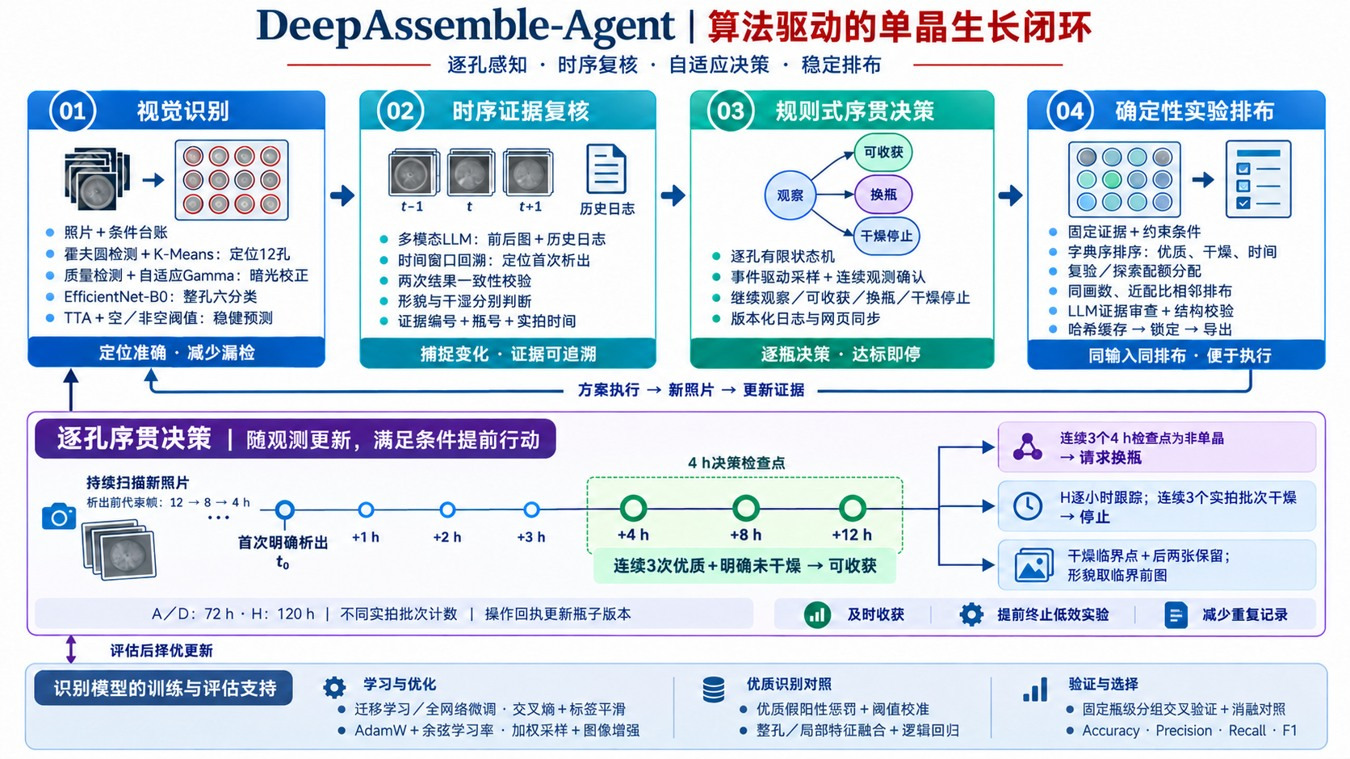 DeepAssemble-Agent | 算法驱动的单晶生长闭环
逐孔感知 · 时序复核 · 自适应决策 · 稳定排布
01 视觉识别
照片＋条件台账
霍夫圆检测＋K-Means：定位12孔
质量检测＋自适应Gamma：暗光校正
EfficientNet-B0：整孔六分类
TTA＋空／非空阀值：稳健预测
定位准确 · 减少漏检
02 时序证据复核
t−1
t
t+1
历史日志
多模态LLM：前后图＋历史日志
时间窗口回溯：定位首次析出
两次结果一致性校验
形貌与干湿分别判断
证据编号＋瓶号＋实拍时间
捕捉变化 · 证据可追溯
03 规则式序贯决策
观察
可收获
换瓶
干燥停止
逐孔有限状态机
事件驱动采样＋连续观测确认
继续观察／可收获／换瓶／干燥停止
版本化日志与网页同步
逐瓶决策 · 达标即停
04 确定性实验排布
固定证据＋约束条件
字典序排序：优质、干燥、时间
复验／探索配额分配
同画数、近配比相邻排布
LLM证据审查＋结构校验
哈希缓存 → 锁定 → 导出
同输入同排布 · 便于执行
方案执行 → 新照片 → 更新证据
逐孔序贯决策 | 随观测更新，满足条件提前行动
持续扫描新照片
析出前代束帧：12 → 8 → 4 h
...
首次明确析出
t₀
+1 h
+2 h
+3 h
4 h决策检查点
+4 h
+8 h
+12 h
连续3次优质＋明确未干燥 → 可收获
连续3个4 h检查点为非单晶
→ 请求换瓶
H逐小时跟踪；连续3个实拍批次干燥
→ 停止
干燥临界点＋后两张保留；
形貌取临界前图
A／D：72 h · H：120 h | 不同实拍批次计数 | 操作回执更新瓶子版本
及时收获
提前终止低效实验
减少重复记录
评估后择优更新
识别模型的训练与评估支持
学习与优化
迁移学习／全网络微调 · 交叉熵＋标签平滑
AdamW＋余弦学习率 · 加权采样＋图像增强
优质识别对照
优质假阳性惩罚＋阀值校准
整孔／局部特征融合＋逻辑回归
验证与选择
固定瓶级分组交叉验证＋消融对照
Accuracy · Precision · Recall · F1